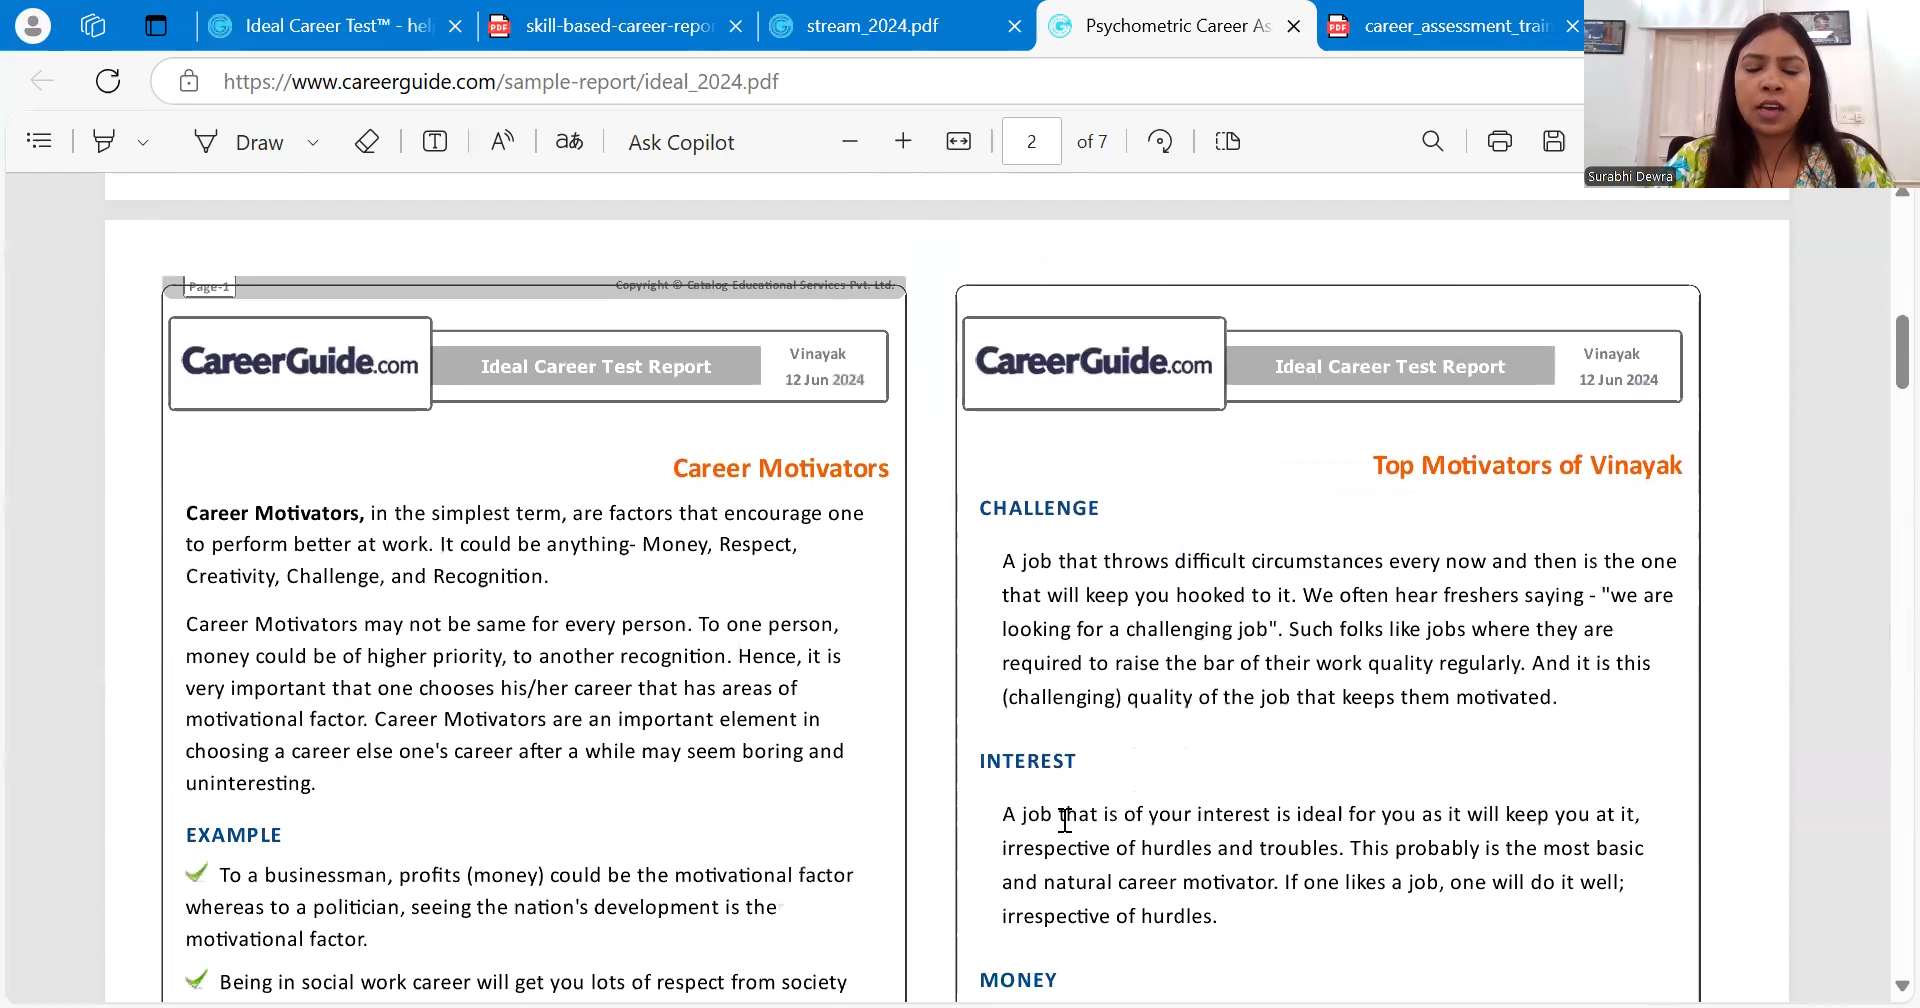 Ideal Career Test™ - hel
skill-based-career-repo
stream_2024.pdf
Psychometric Career As
career_assessment_train
https://www.careerguide.com/sample-report/ideal_2024.pdf
Draw
aあ
Ask Copilot
2 of 7
Surabhi Dewra
Page-1
Copyright © Catalog Educational Services Pvt. Ltd.
CareerGuide.com
Ideal Career Test Report
Vinayak
12 Jun 2024
Career Motivators
Career Motivators, in the simplest term, are factors that encourage one
to perform better at work. It could be anything- Money, Respect,
Creativity, Challenge, and Recognition.
Career Motivators may not be same for every person. To one person,
money could be of higher priority, to another recognition. Hence, it is
very important that one chooses his/her career that has areas of
motivational factor. Career Motivators are an important element in
choosing a career else one's career after a while may seem boring and
uninteresting.
EXAMPLE
To a businessman, profits (money) could be the motivational factor
whereas to a politician, seeing the nation's development is the
motivational factor.
Being in social work career will get you lots of respect from society
CareerGuide.com
Ideal Career Test Report
Vinayak
12 Jun 2024
Top Motivators of Vinayak
CHALLENGE
A job that throws difficult circumstances every now and then is the one
that will keep you hooked to it. We often hear freshers saying - "we are
looking for a challenging job". Such folks like jobs where they are
required to raise the bar of their work quality regularly. And it is this
(challenging) quality of the job that keeps them motivated.
INTEREST
A job that is of your interest is ideal for you as it will keep you at it,
irrespective of hurdles and troubles. This probably is the most basic
and natural career motivator. If one likes a job, one will do it well;
irrespective of hurdles.
MONEY